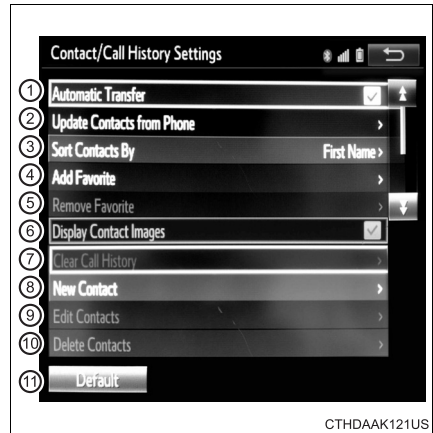 Contact/Call History Settings
1 Automatic Transfer
2 Update Contacts from Phone >
3 Sort Contacts By First Name >
4 Add Favorite >
5 Remove Favorite >
6 Display Contact Images
7 Clear Call History >
8 New Contact >
9 Edit Contacts >
10 Delete Contacts >
11 Default
CTHDAAK121US